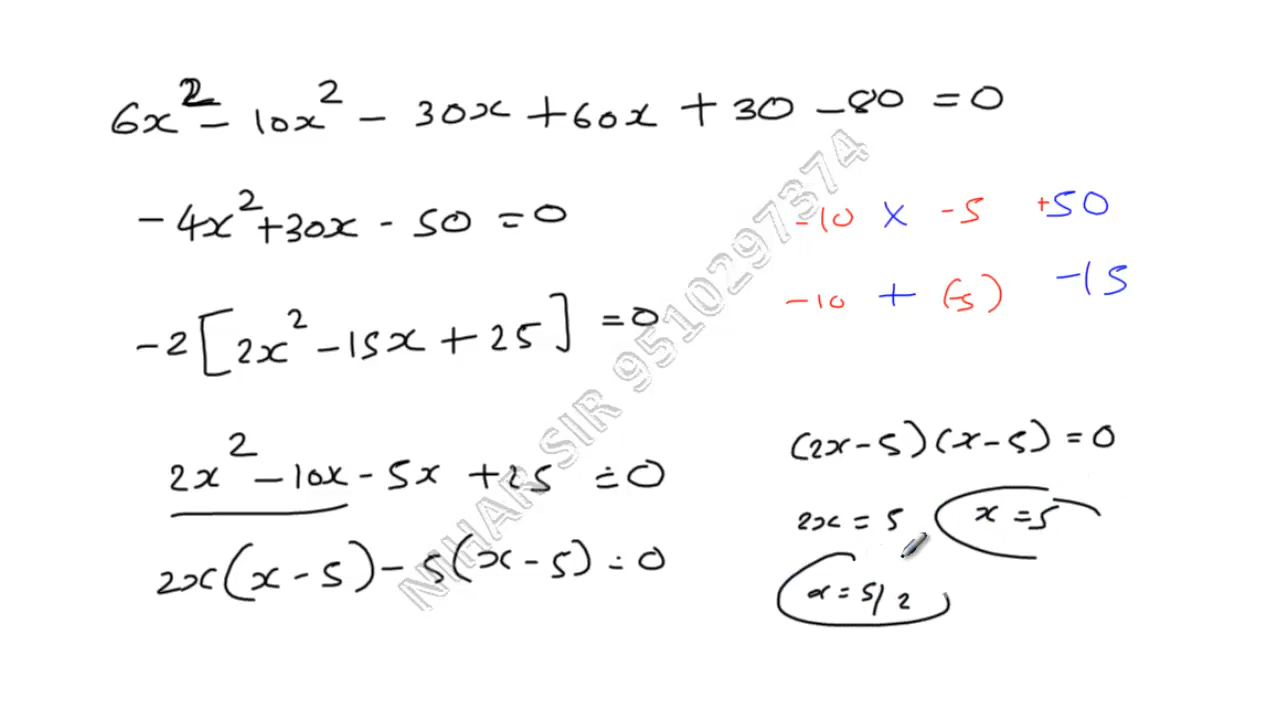 6x² - 10x² - 30x + 60x + 30 - 80 = 0
-4x² + 30x - 50 = 0
-2[2x² - 15x + 25] = 0
2x² - 10x - 5x + 25 = 0
2x(x - 5) - 5(x - 5) = 0
-10 × -5 +50
-10 + (-5) -15
(2x - 5)(x - 5) = 0
2x = 5 x = 5
x = 5/2
NIHAR SIR 9510297374